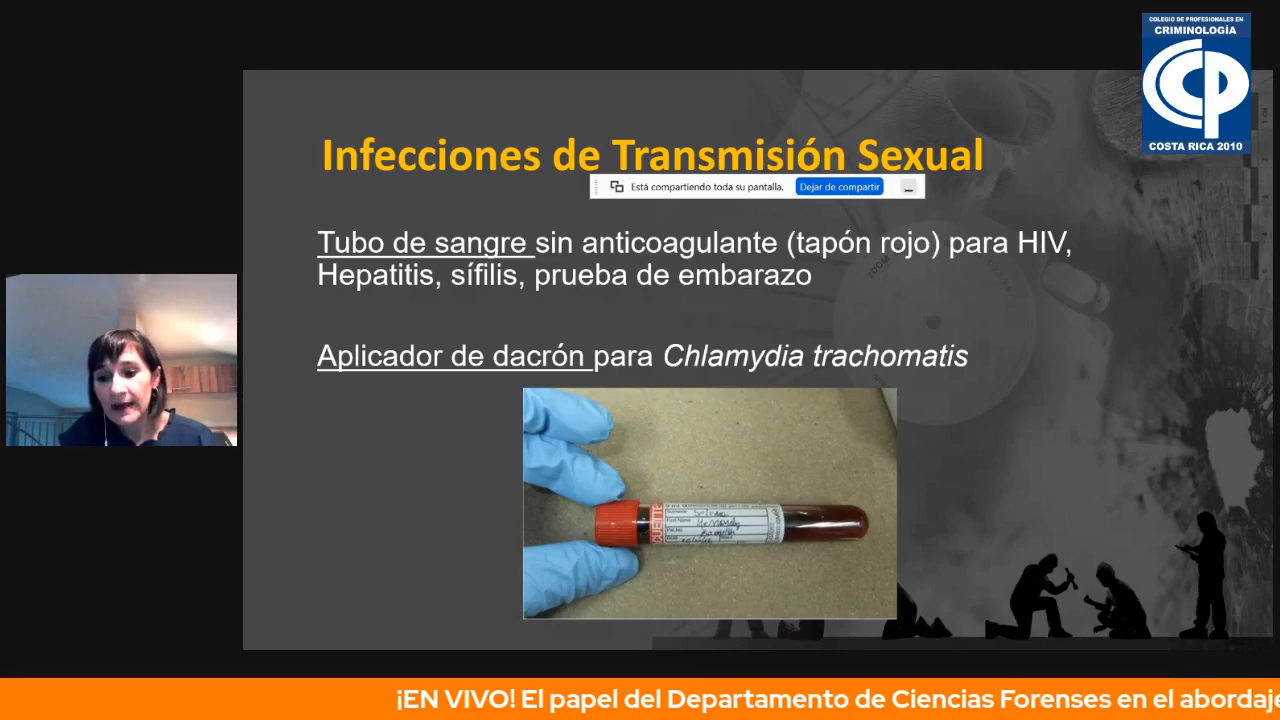 COLEGIO DE PROFESIONALES EN
CRIMINOLOGÍA
COSTA RICA 2010
Infecciones de Transmisión Sexual
Está compartiendo toda su pantalla.
Dejar de compartir
Tubo de sangre sin anticoagulante (tapón rojo) para HIV,
Hepatitis, sífilis, prueba de embarazo
ZOOM
Aplicador de dacrón para Chlamydia trachomatis
CUETTE
¡EN VIVO! El papel del Departamento de Ciencias Forenses en el abordaje